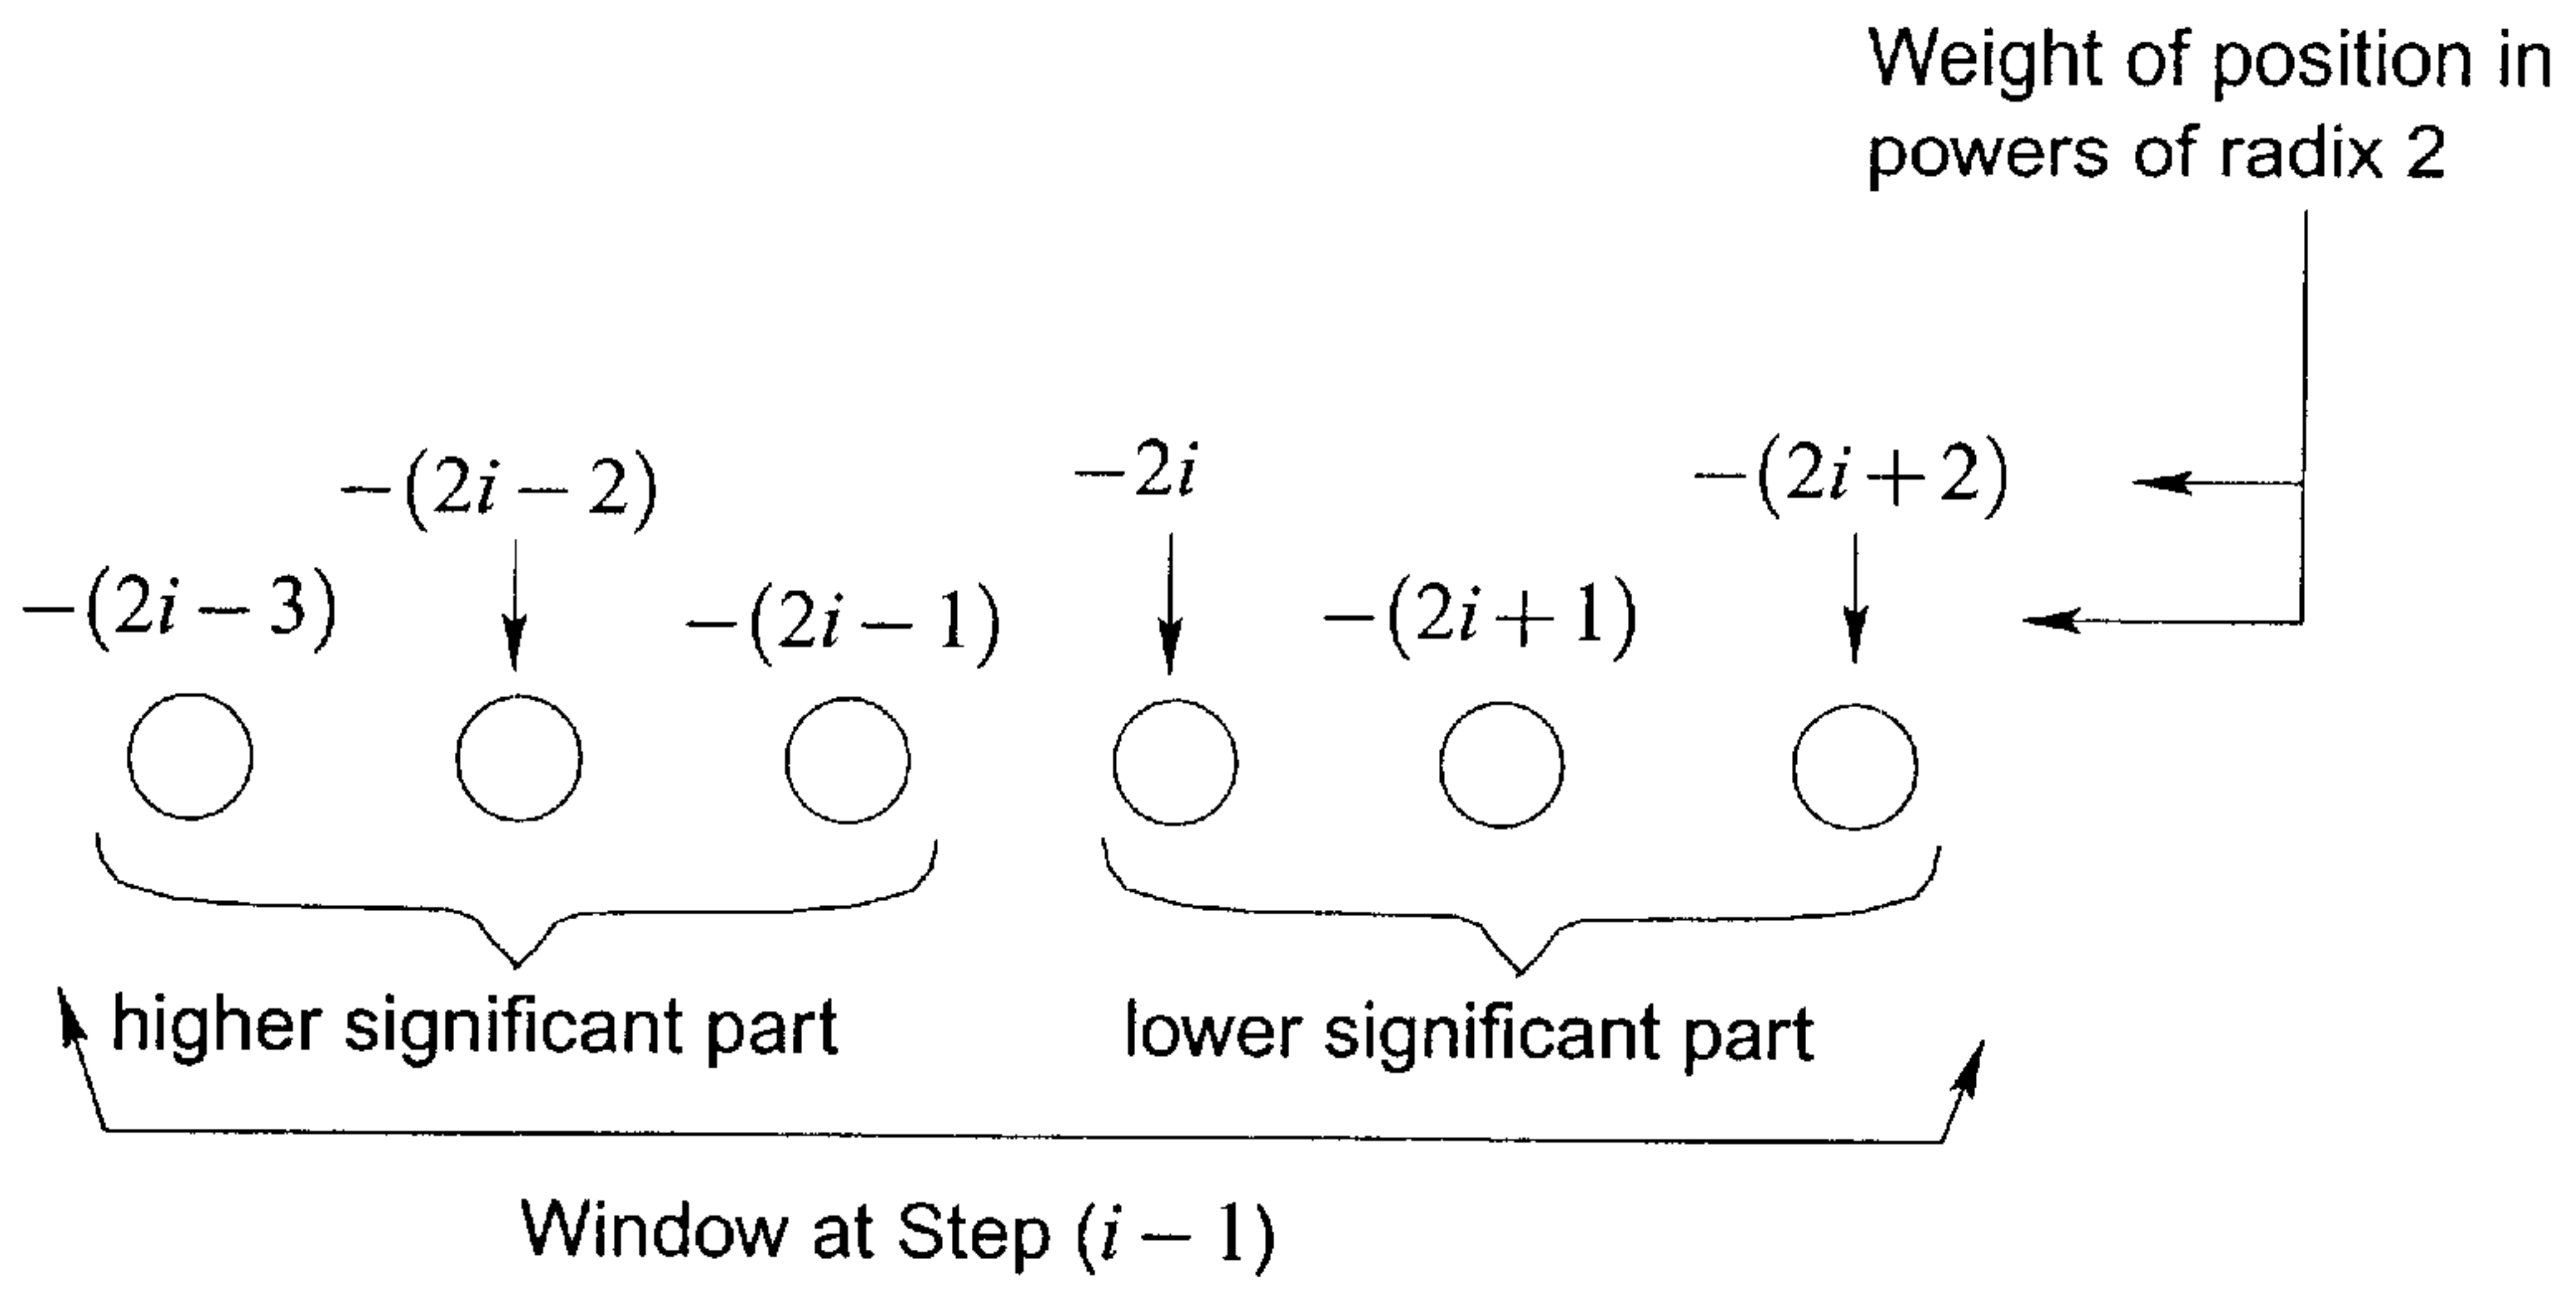 Weight of position in
powers of radix 2
−(2i − 2)
−2i
−(2i + 2)
−(2i − 3)
−(2i − 1)
−(2i + 1)
higher significant part
lower significant part
Window at Step (i − 1)